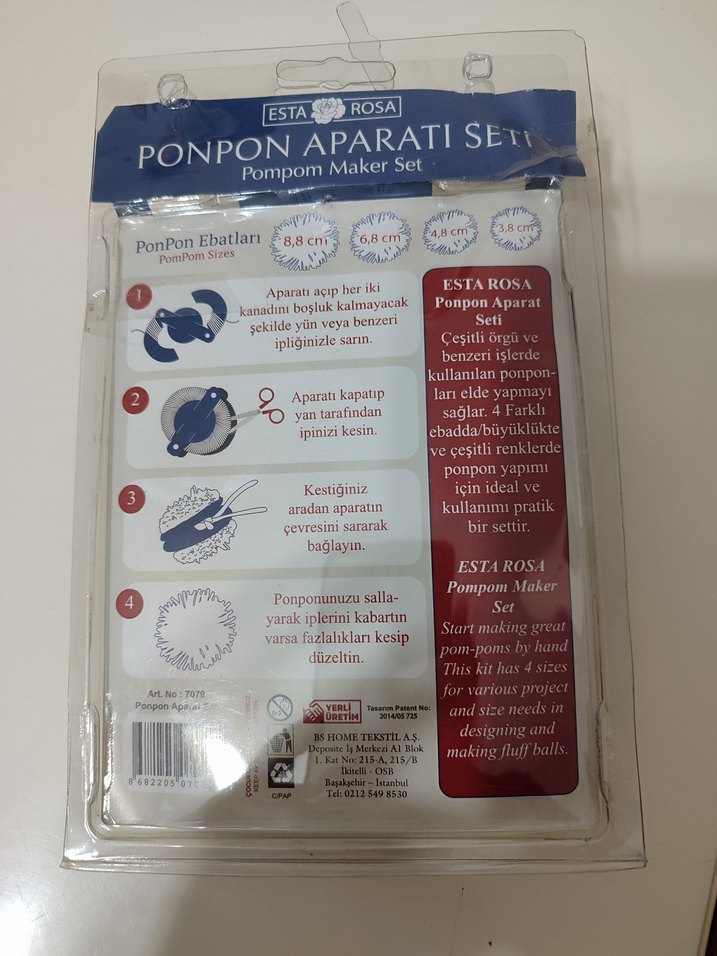 ESTA ROSA
PONPON APARATI SETİ
Pompom Maker Set
PonPon Ebatları
PomPom Sizes
8,8 cm
6,8 cm
4,8 cm
3,8 cm
1
Aparatı açıp her iki
kanadını boşluk kalmayacak
şekilde yün veya benzeri
ipliğinizle sarın.
2
Aparatı kapatıp
yan tarafından
ipinizi kesin.
3
Kestiğiniz
aradan aparatın
çevresini sararak
bağlayın.
4
Ponponunuzu salla-
yarak iplerini kabartın
varsa fazlalıkları kesip
düzeltin.
ESTA ROSA
Ponpon Aparat
Seti
Çeşitli örgü ve
benzeri işlerde
kullanılan ponpon-
ları elde yapmayı
sağlar. 4 Farklı
ebadda/büyüklükte
ve çeşitli renklerde
ponpon yapımı
için ideal ve
kullanımı pratik
bir settir.
ESTA ROSA
Pompom Maker
Set
Start making great
pom-poms by hand
This kit has 4 sizes
for various project
and size needs in
designing and
making fluff balls.
Art. No : 7070
Ponpon Aparat
8 682205 070
0-3
C/PAP
YERLİ
ÜRETİM
Tasarım Patent No:
2014/05 725
BS HOME TEKSTİL A.Ş.
Deposite İş Merkezi A1 Blok
1. Kat No: 215-A, 215/B
İkitelli - OSB
Başakşehir – İstanbul
Tel: 0212 549 8530